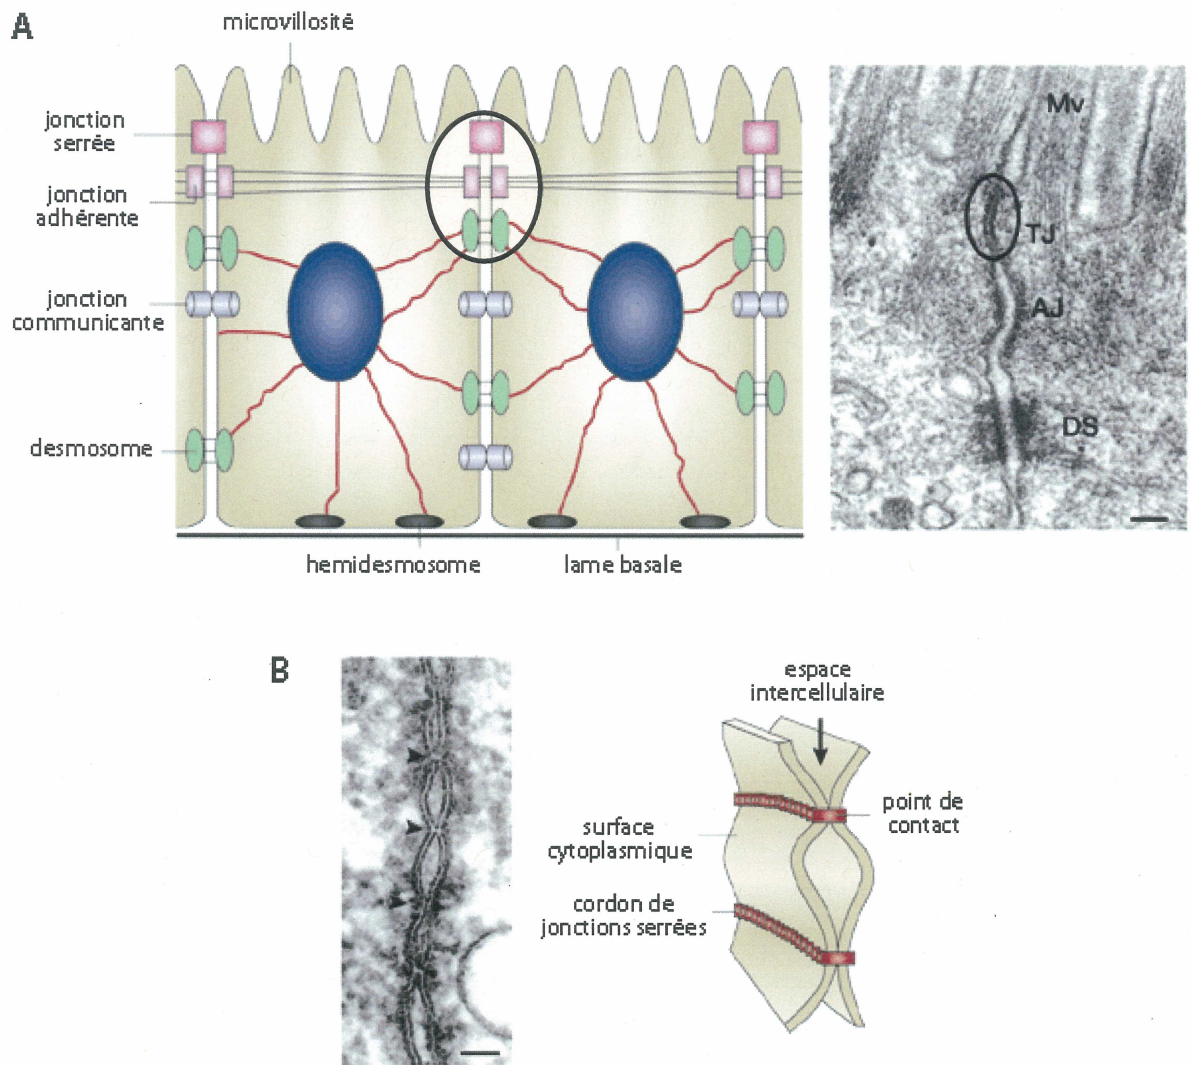 A
microvillosité
jonction
serrée
jonction
adhérente
jonction
communicante
desmosome
hemidesmosome
lame basale
Mv
TJ
AJ
DS
B
espace
intercellulaire
point de
contact
surface
cytoplasmique
cordon de
jonctions serrées